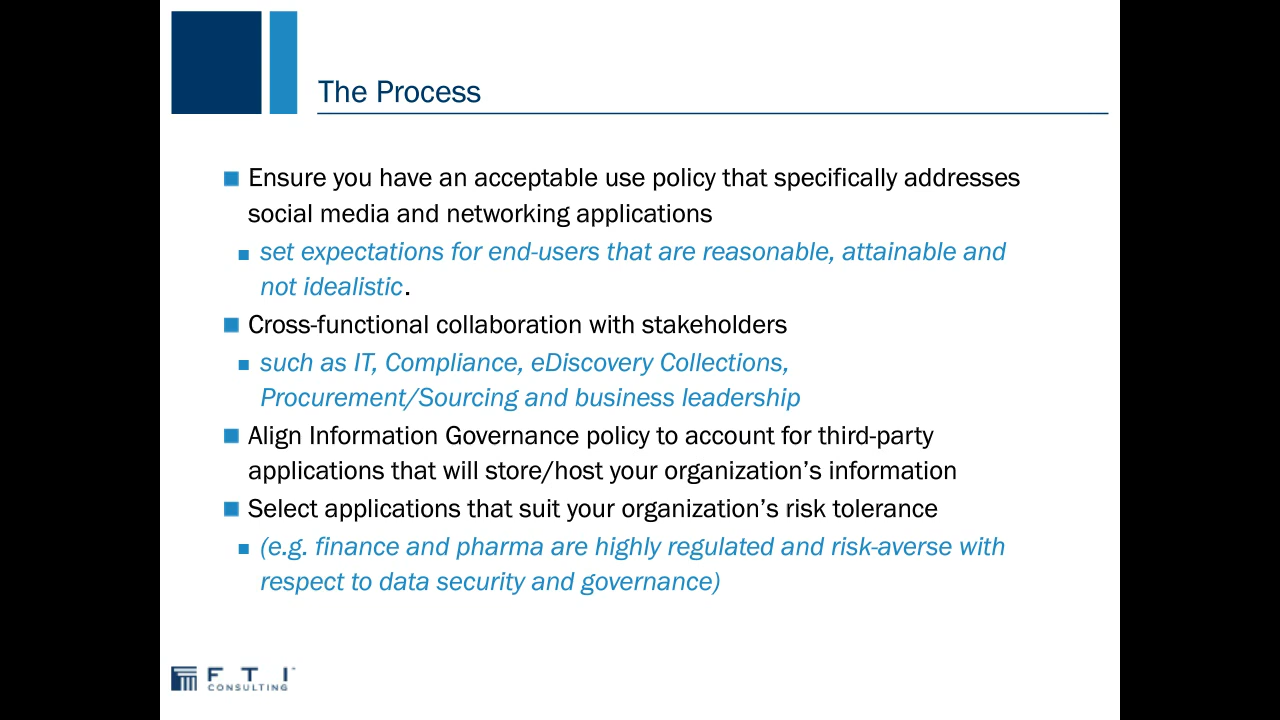 The Process
Ensure you have an acceptable use policy that specifically addresses
social media and networking applications
set expectations for end-users that are reasonable, attainable and
not idealistic.
Cross-functional collaboration with stakeholders
such as IT, Compliance, eDiscovery Collections,
Procurement/Sourcing and business leadership
Align Information Governance policy to account for third-party
applications that will store/host your organization’s information
Select applications that suit your organization’s risk tolerance
(e.g. finance and pharma are highly regulated and risk-averse with
respect to data security and governance)
F T I
CONSULTING